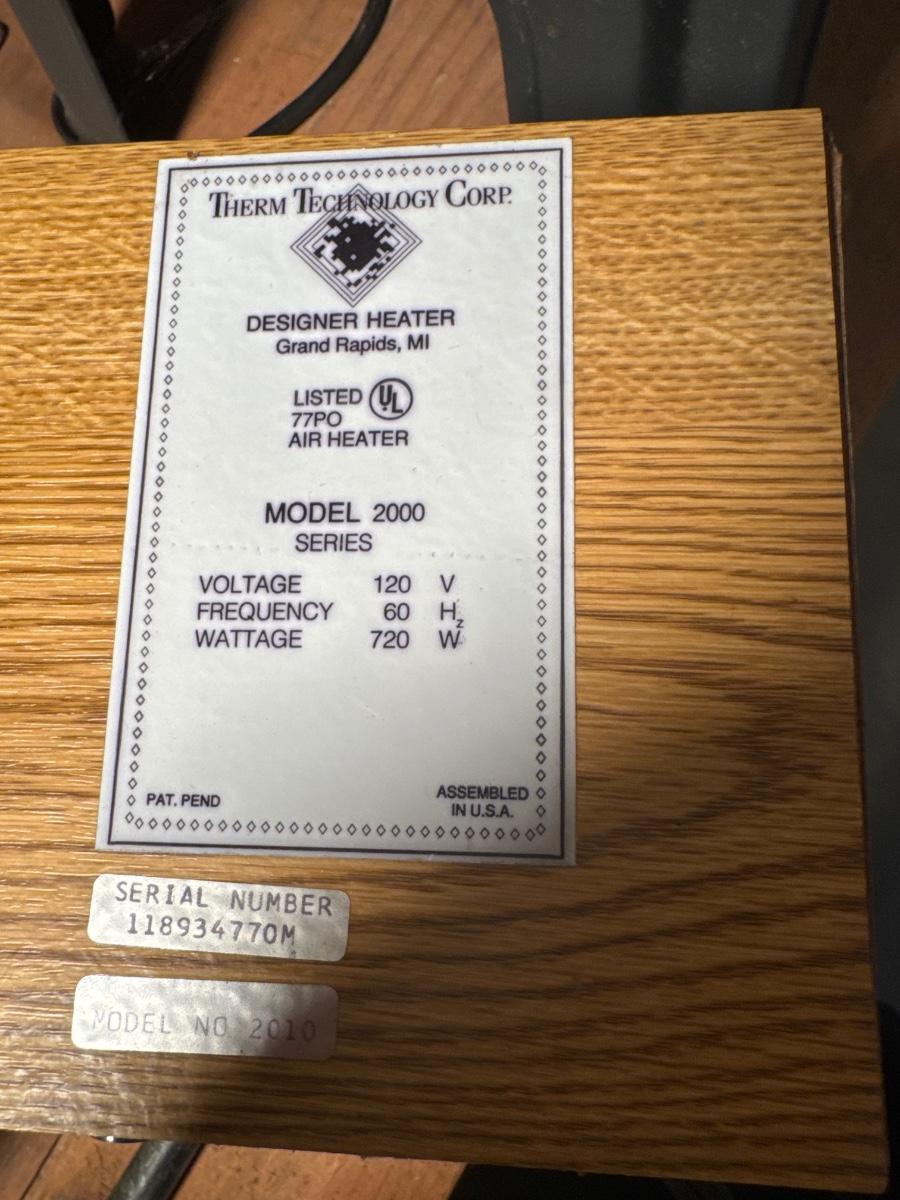 THERM TECHNOLOGY CORP.
DESIGNER HEATER
Grand Rapids, MI
LISTED UL
77PO
AIR HEATER
MODEL 2000
SERIES
VOLTAGE 120 V
FREQUENCY 60 Hz
WATTAGE 720 W
PAT. PEND
ASSEMBLED
IN U.S.A.
SERIAL NUMBER
118934770M
MODEL NO 2010